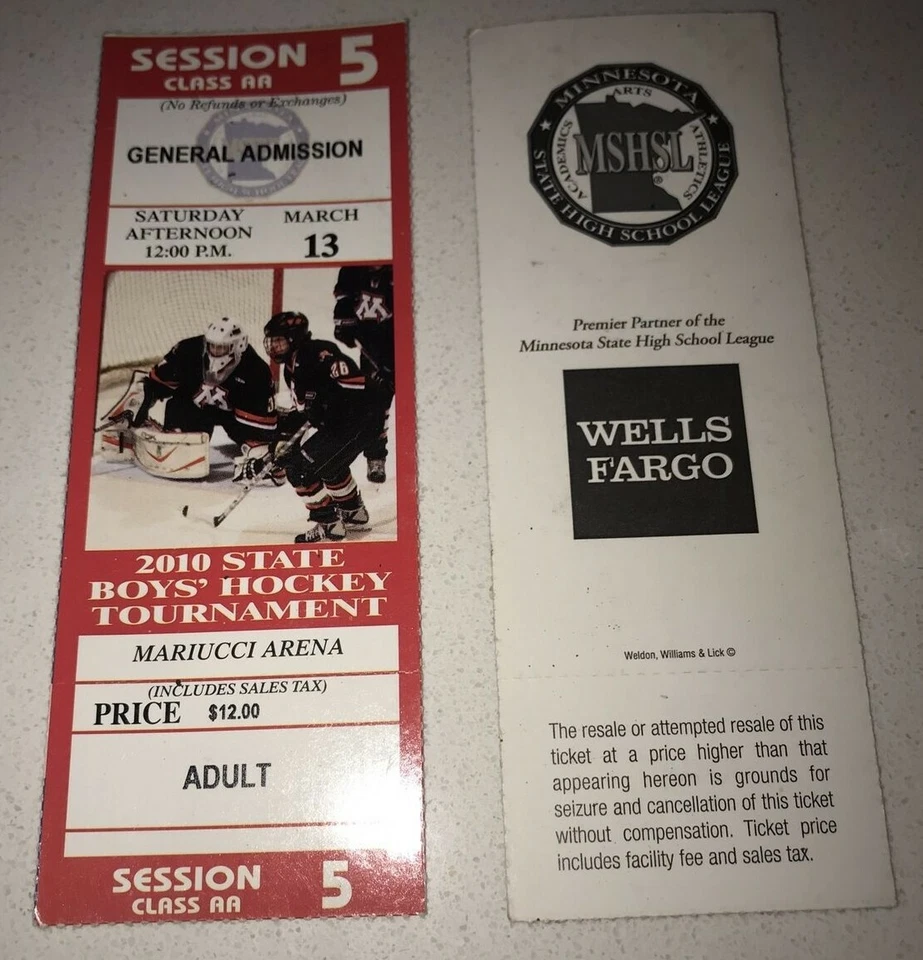 SESSION 5
CLASS AA
(No Refunds or Exchanges)
GENERAL ADMISSION
SATURDAY
AFTERNOON
12:00 P.M.
MARCH
13
M
M
26
2010 STATE
BOYS' HOCKEY
TOURNAMENT
MARIUCCI ARENA
(INCLUDES SALES TAX)
PRICE $12.00
ADULT
SESSION 5
CLASS AA
MINNESOTA
STATE HIGH SCHOOL LEAGUE
ARTS
ACADEMICS
ATHLETICS
MSHSL®
Premier Partner of the
Minnesota State High School League
WELLS
FARGO
Weldon, Williams & Lick ©
The resale or attempted resale of this
ticket at a price higher than that
appearing hereon is grounds for
seizure and cancellation of this ticket
without compensation. Ticket price
includes facility fee and sales tax.